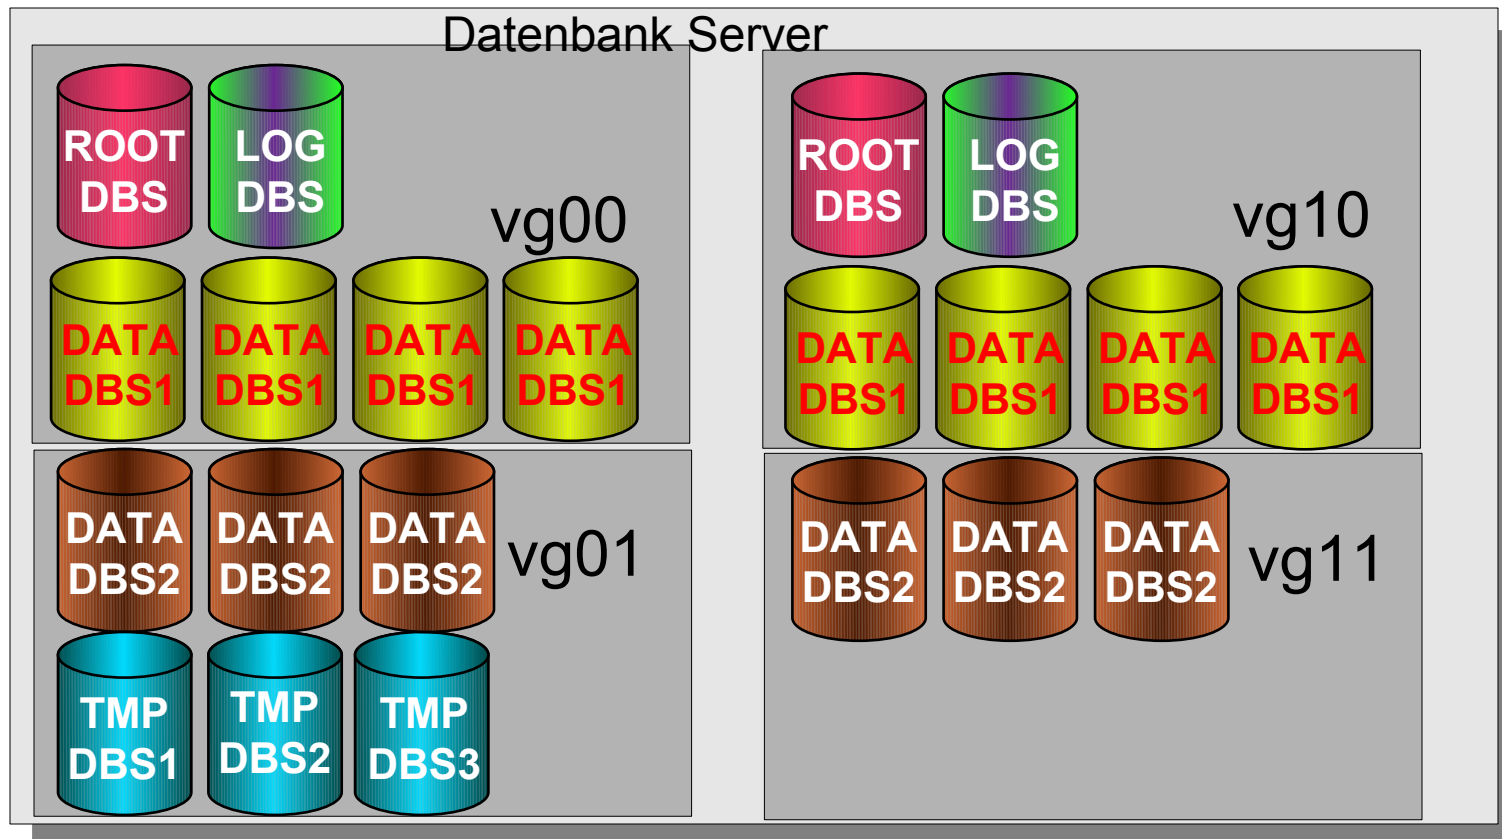 Datenbank Server
ROOT
DBS
LOG
DBS
vg00
DATA
DBS1
DATA
DBS1
DATA
DBS1
DATA
DBS1
DATA
DBS2
DATA
DBS2
DATA
DBS2
vg01
TMP
DBS1
TMP
DBS2
TMP
DBS3
ROOT
DBS
LOG
DBS
vg10
DATA
DBS1
DATA
DBS1
DATA
DBS1
DATA
DBS1
DATA
DBS2
DATA
DBS2
DATA
DBS2
vg11